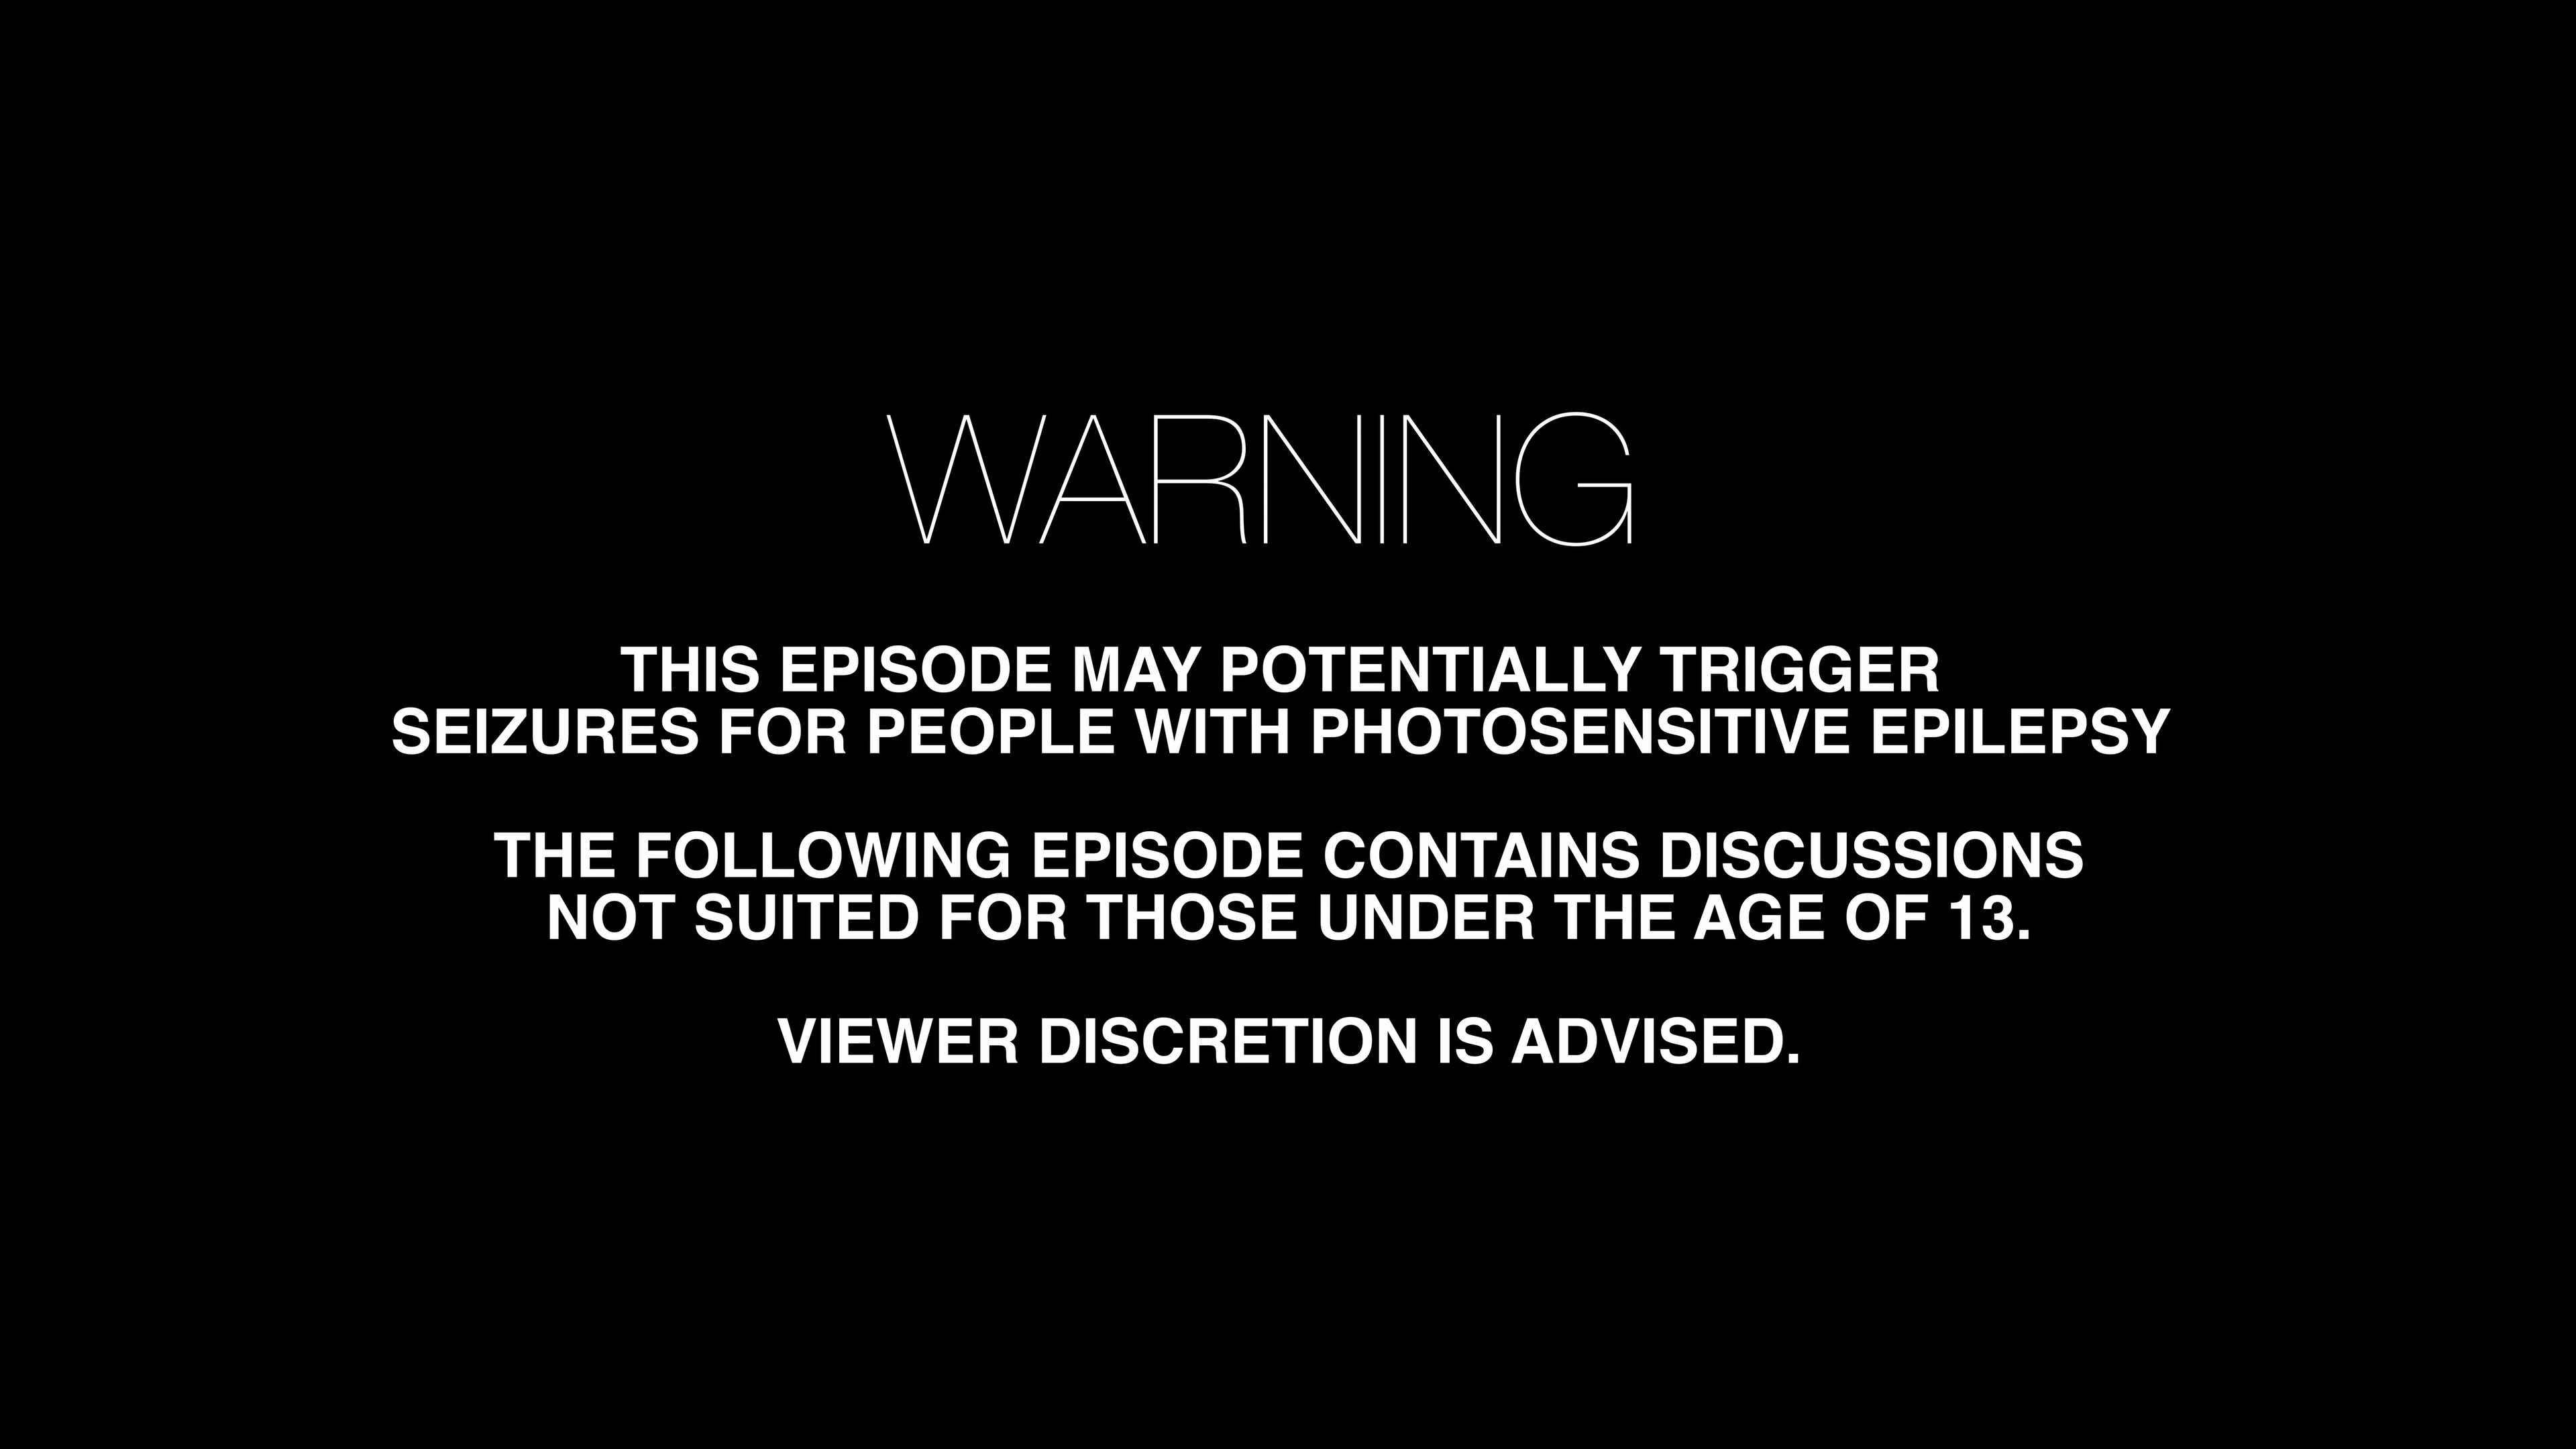 WARNING
THIS EPISODE MAY POTENTIALLY TRIGGER
SEIZURES FOR PEOPLE WITH PHOTOSENSITIVE EPILEPSY
THE FOLLOWING EPISODE CONTAINS DISCUSSIONS
NOT SUITED FOR THOSE UNDER THE AGE OF 13.
VIEWER DISCRETION IS ADVISED.